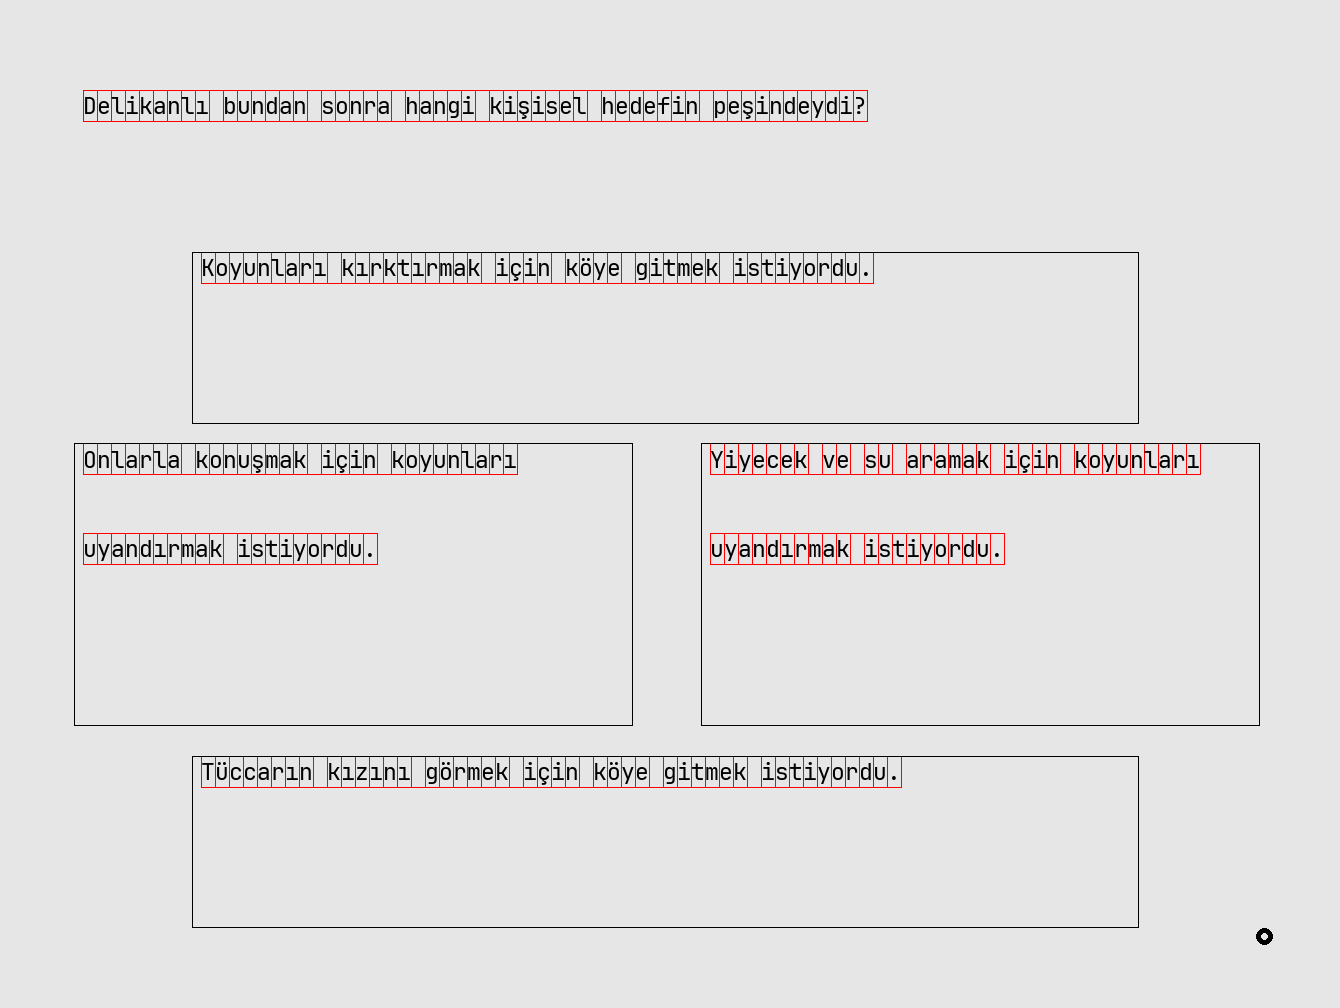 Delikanlı bundan sonra hangi kişisel hedefin peşindeydi?
Koyunları kırktırmak için köye gitmek istiyordu.
Onlarla konuşmak için koyunları
uyandırmak istiyordu.
Yiyecek ve su aramak için koyunları
uyandırmak istiyordu.
Tüccarın kızını görmek için köye gitmek istiyordu.